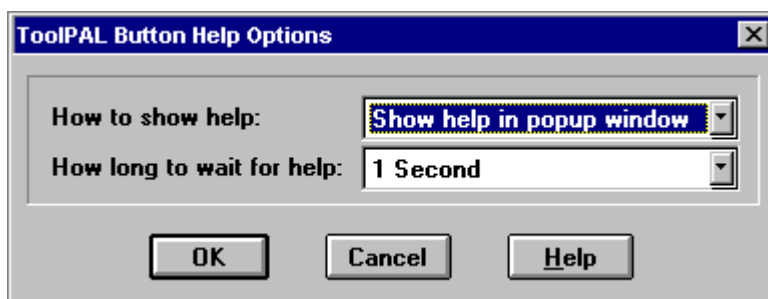 ToolPAL Button Help Options
How to show help: Show help in popup window
How long to wait for help: 1 Second
OK Cancel Help